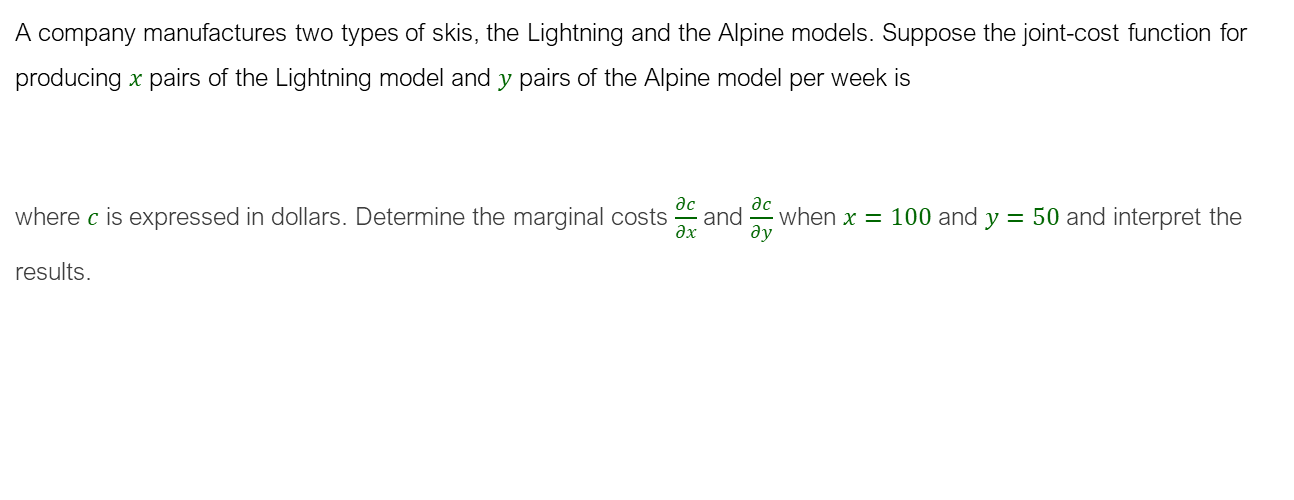 A company manufactures two types of skis, the Lightning and the Alpine models. Suppose the joint-cost function for
producing x pairs of the Lightning model and y pairs of the Alpine model per week is
where c is expressed in dollars. Determine the marginal costs ∂c/∂x and ∂c/∂y when x = 100 and y = 50 and interpret the
results.